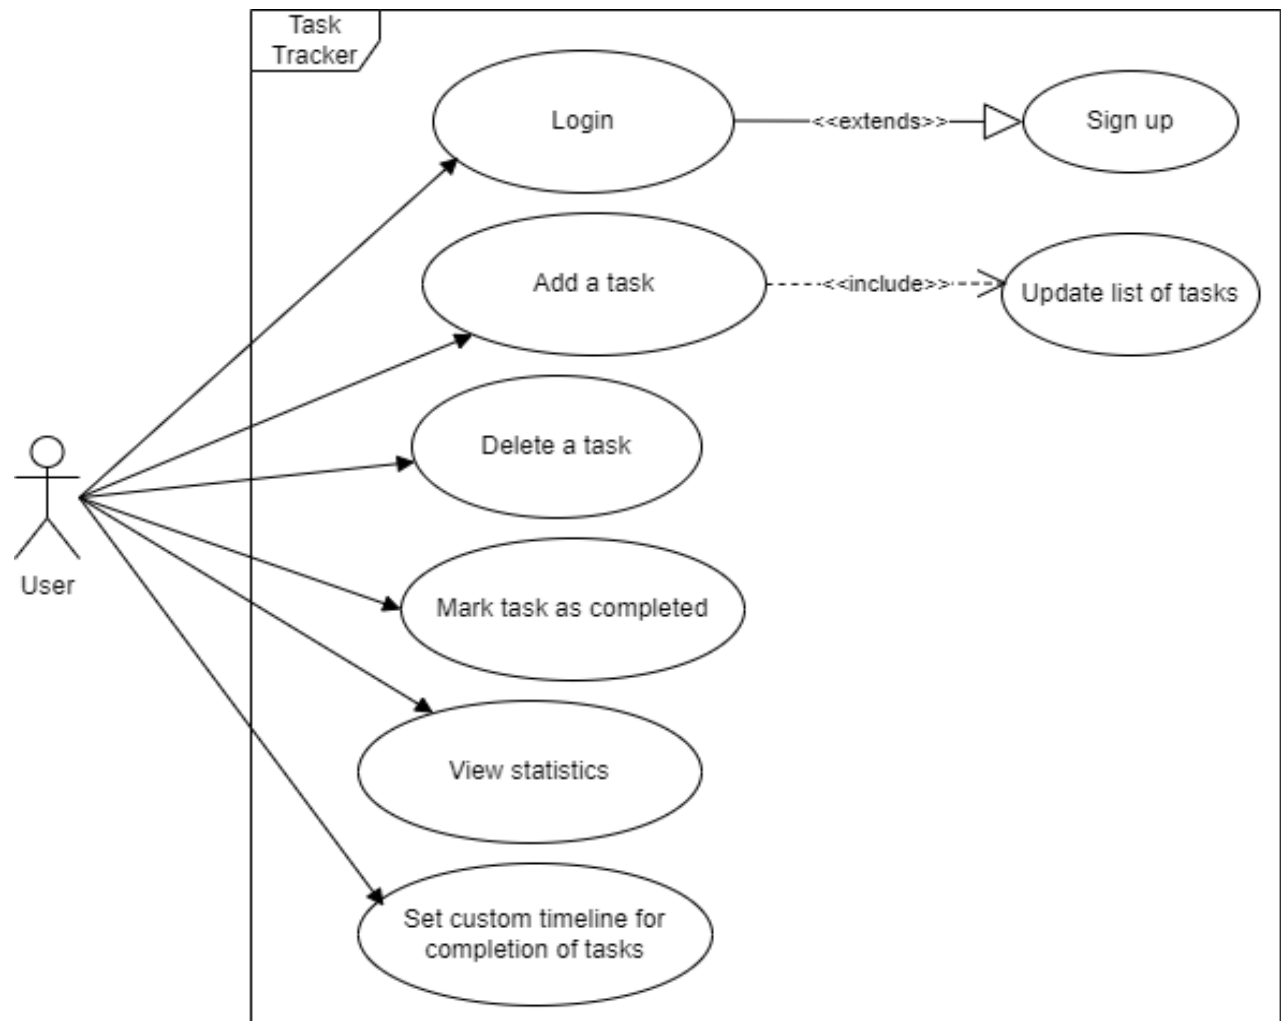 Task
Tracker
Login
<<extends>>
Sign up
Add a task
<<include>>
Update list of tasks
Delete a task
User
Mark task as completed
View statistics
Set custom timeline for
completion of tasks